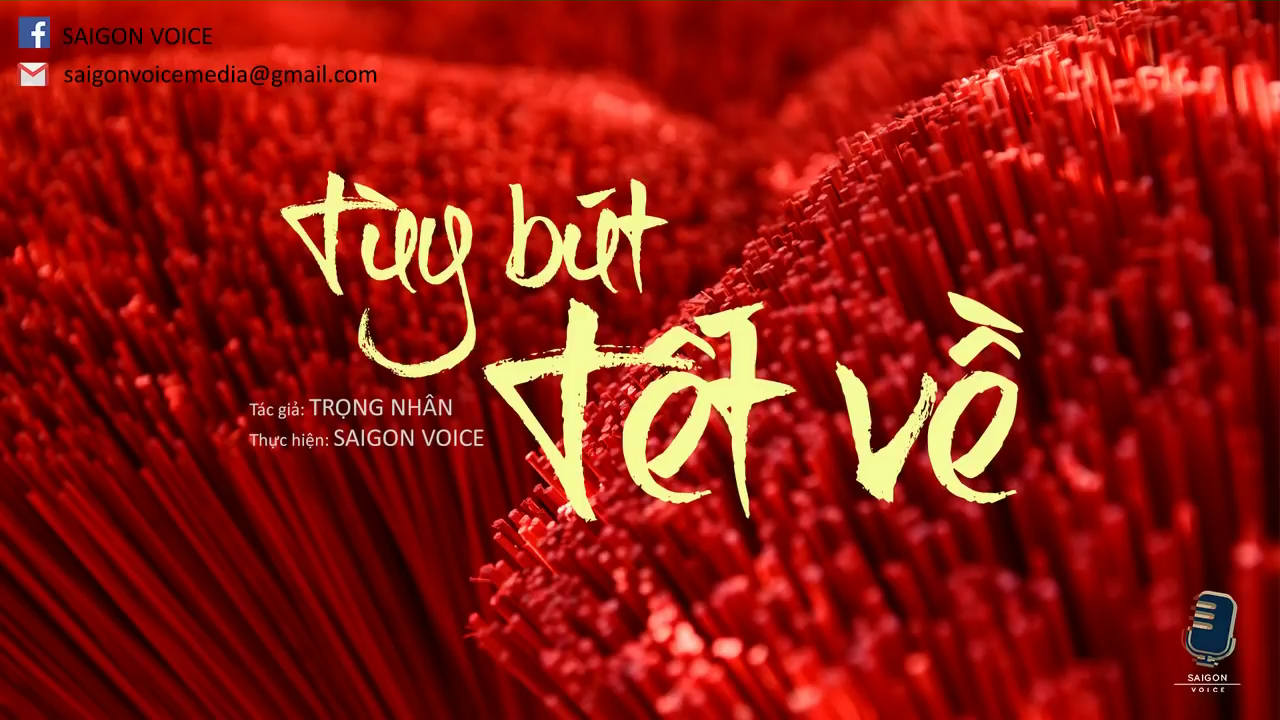 SAIGON VOICE
saigonvoicemedia@gmail.com
Tùy bút
Tết về
Tác giả: TRỌNG NHÂN
Thực hiện: SAIGON VOICE
SAIGON
VOICE